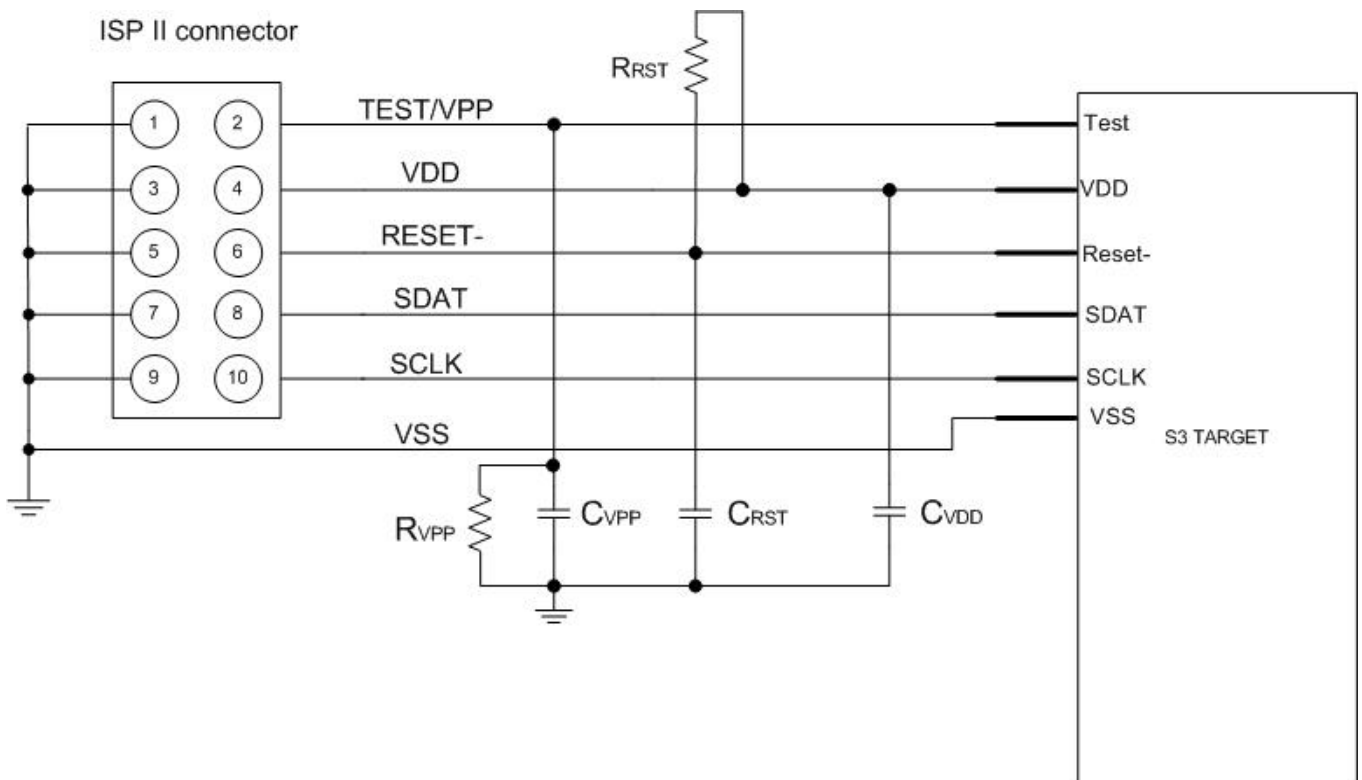 ISP II connector
RRST
1 2 TEST/VPP Test
3 4 VDD VDD
5 6 RESET- Reset-
7 8 SDAT SDAT
9 10 SCLK SCLK
VSS VSS
S3 TARGET
RVPP CVPP CRST CVDD